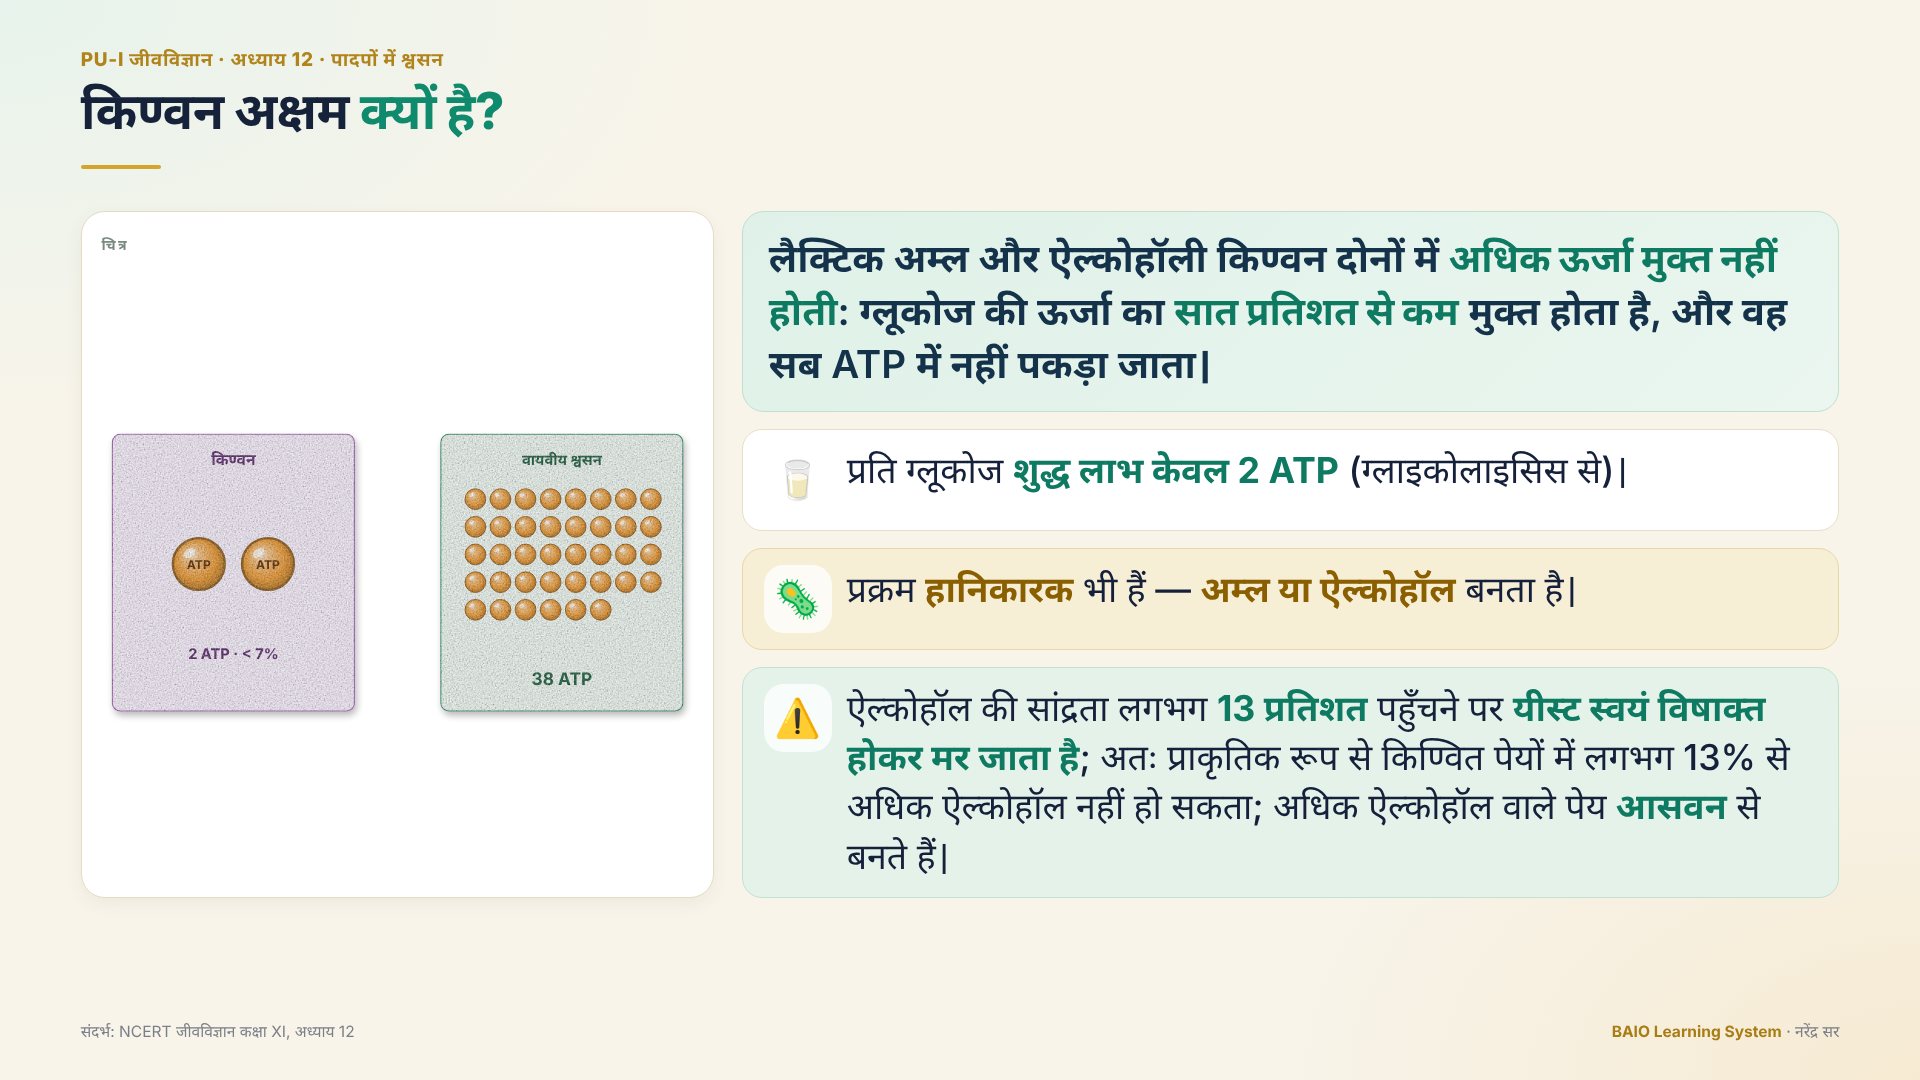 PU-I जीवविज्ञान · अध्याय 12 · पादपों में श्वसन
किण्वन अक्षम क्यों है?
चित्र
किण्वन
ATP ATP
2 ATP · < 7%
वायवीय श्वसन
38 ATP
लैक्टिक अम्ल और ऐल्कोहॉली किण्वन दोनों में अधिक ऊर्जा मुक्त नहीं
होती: ग्लूकोज की ऊर्जा का सात प्रतिशत से कम मुक्त होता है, और वह
सब ATP में नहीं पकड़ा जाता|
प्रति ग्लूकोज शुद्ध लाभ केवल 2 ATP (ग्लाइकोलाइसिस से)|
प्रक्रम हानिकारक भी हैं — अम्ल या ऐल्कोहॉल बनता है|
ऐल्कोहॉल की सांद्रता लगभग 13 प्रतिशत पहुँचने पर यीस्ट स्वयं विषाक्त
होकर मर जाता है; अतः प्राकृतिक रूप से किण्वित पेयों में लगभग 13% से
अधिक ऐल्कोहॉल नहीं हो सकता; अधिक ऐल्कोहॉल वाले पेय आसवन से
बनते हैं|
संदर्भ: NCERT जीवविज्ञान कक्षा XI, अध्याय 12
BAIO Learning System · नरेंद्र सर